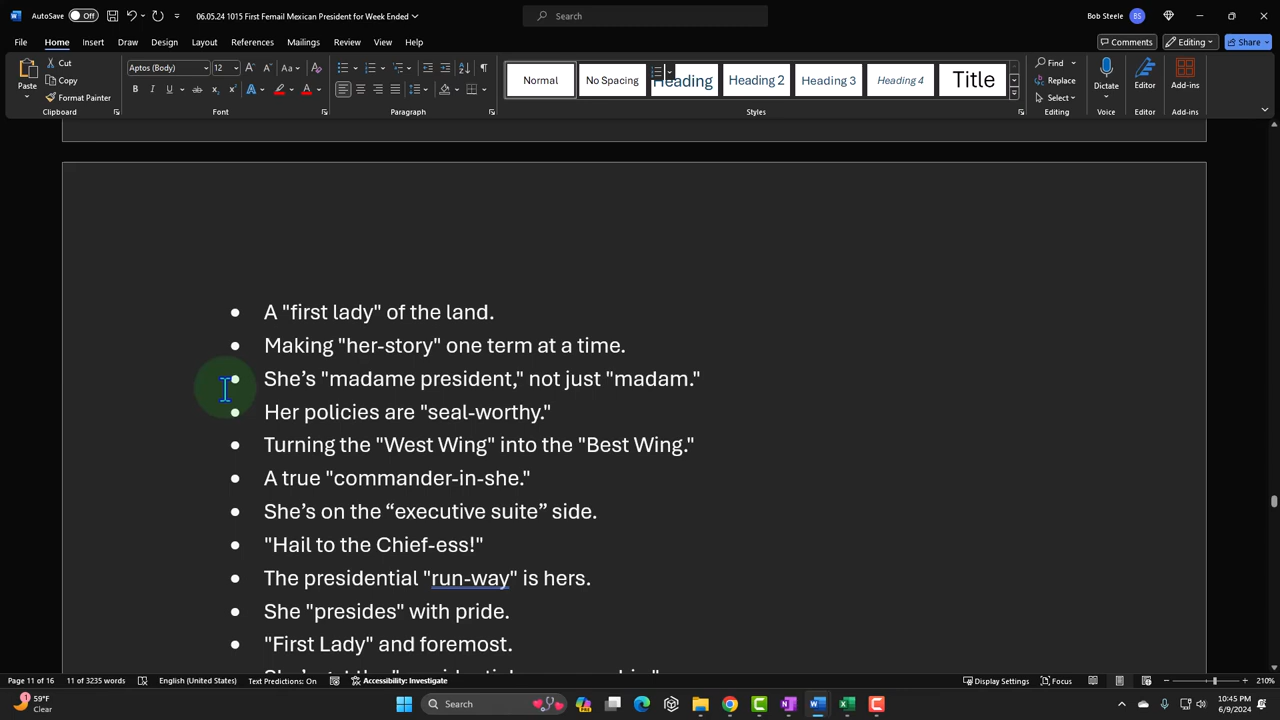 AutoSave Off 06.05.24 1015 First Femail Mexican President for Week Ended Search Bob Steele BS
File Home Insert Draw Design Layout References Mailings Review View Help Comments Editing Share
Paste Cut Copy Format Painter Clipboard
Aptos (Body) Font
Paragraph
Normal No Spacing Heading Heading 2 Heading 3 Heading 4 Title Styles
Find Replace Select Editing
Dictate Voice Editor Editor Add-ins Add-ins
• A "first lady" of the land.
• Making "her-story" one term at a time.
• She’s "madame president," not just "madam."
• Her policies are "seal-worthy."
• Turning the "West Wing" into the "Best Wing."
• A true "commander-in-she."
• She’s on the “executive suite” side.
• "Hail to the Chief-ess!"
• The presidential "run-way" is hers.
• She "presides" with pride.
• "First Lady" and foremost.
Page 11 of 16 11 of 3235 words English (United States) Text Predictions: On Accessibility: Investigate Display Settings Focus 210%
59°F Clear Search 10:45 PM 6/9/2024